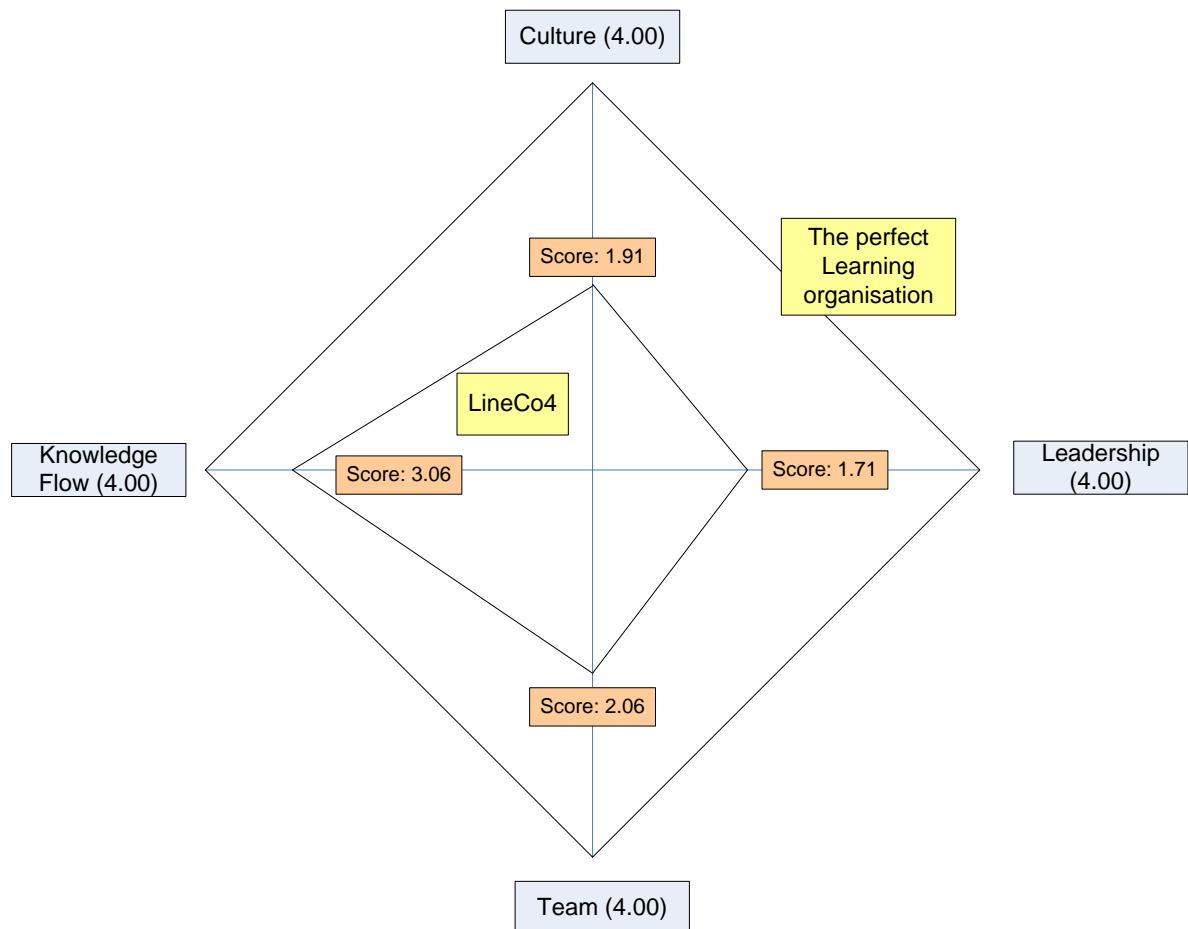 Culture (4.00)
The perfect
Learning
organisation
Score: 1.91
LineCo4
Knowledge
Flow (4.00)
Score: 3.06
Score: 1.71
Leadership
(4.00)
Score: 2.06
Team (4.00)